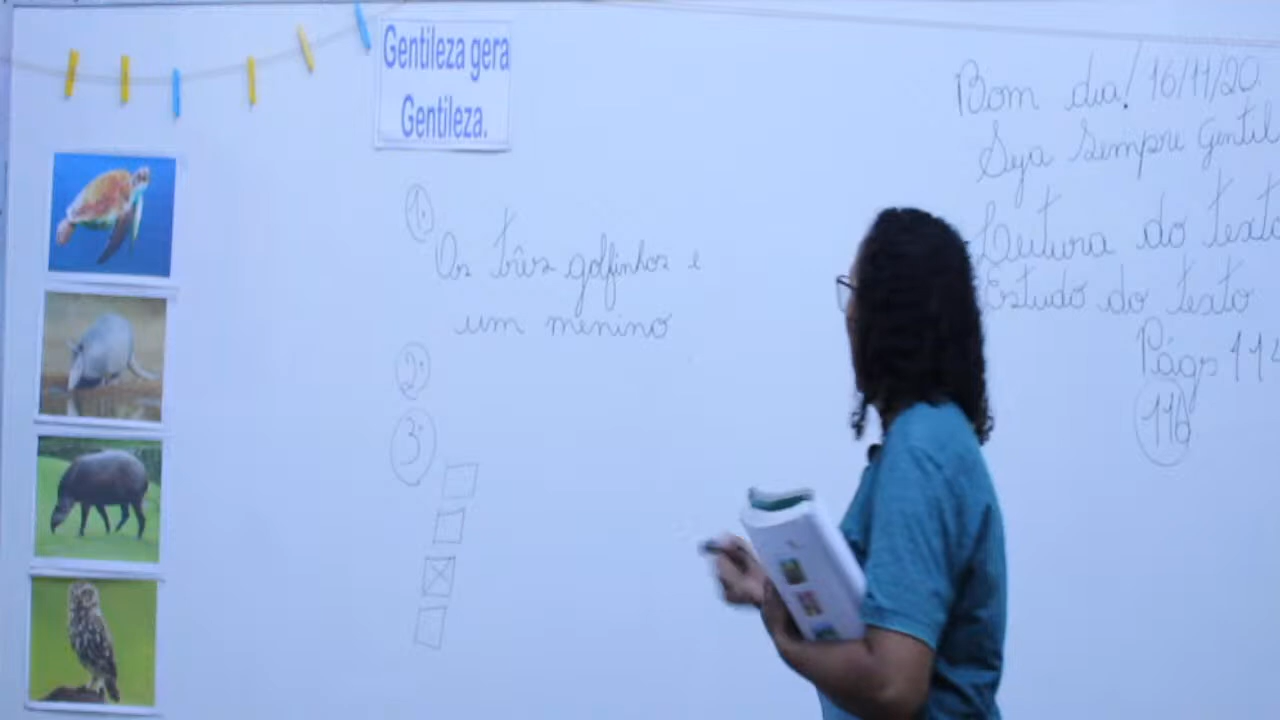 Gentileza gera
Gentileza.
Bom dia! 16/11/20
Seja sempre gentil
Leitura do texto
Estudo do texto
Págs 114
116
1.
Os três golfinhos e
um menino
2.
3.